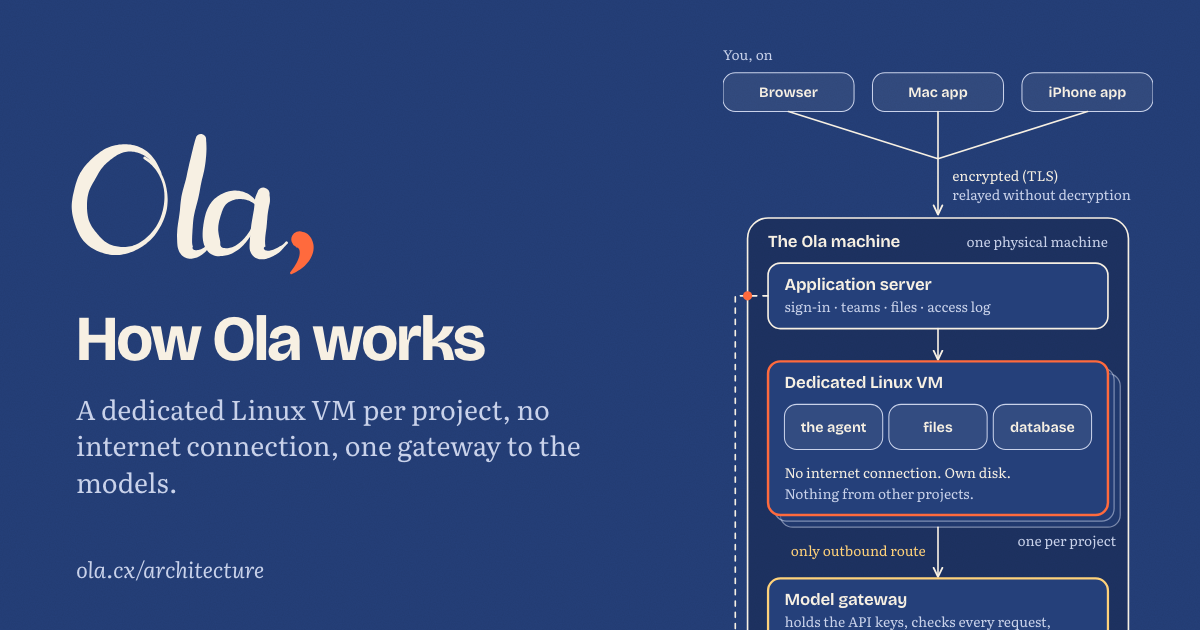 Ola,
How Ola works
A dedicated Linux VM per project, no
internet connection, one gateway to the
models.
ola.cx/architecture
You, on
Browser
Mac app
iPhone app
encrypted (TLS)
relayed without decryption
The Ola machine
one physical machine
Application server
sign-in · teams · files · access log
Dedicated Linux VM
the agent
files
database
No internet connection. Own disk.
Nothing from other projects.
one per project
only outbound route
Model gateway
holds the API keys, checks every request,